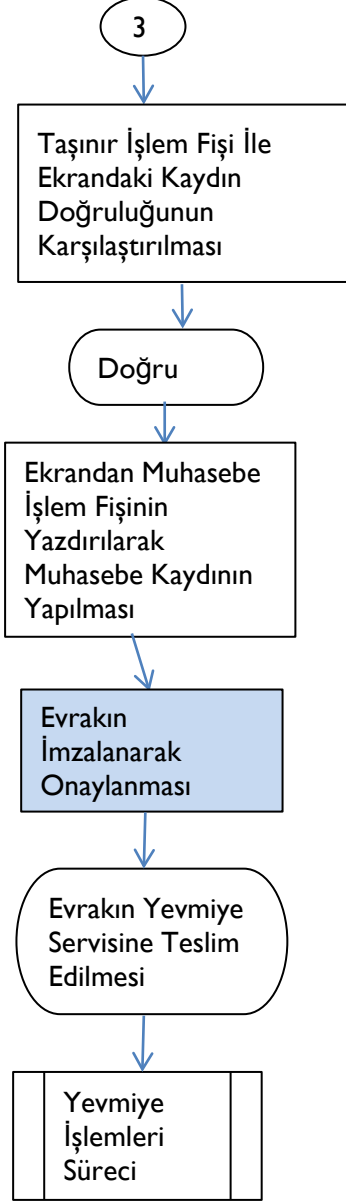 3
Taşınır İşlem Fişi İle
Ekrandaki Kaydın
Doğruluğunun
Karşılaştırılması
Doğru
Ekrandan Muhasebe
İşlem Fişinin
Yazdırılarak
Muhasebe Kaydının
Yapılması
Evrakın
İmzalanarak
Onaylanması
Evrakın Yevmiye
Servisine Teslim
Edilmesi
Yevmiye
İşlemleri
Süreci